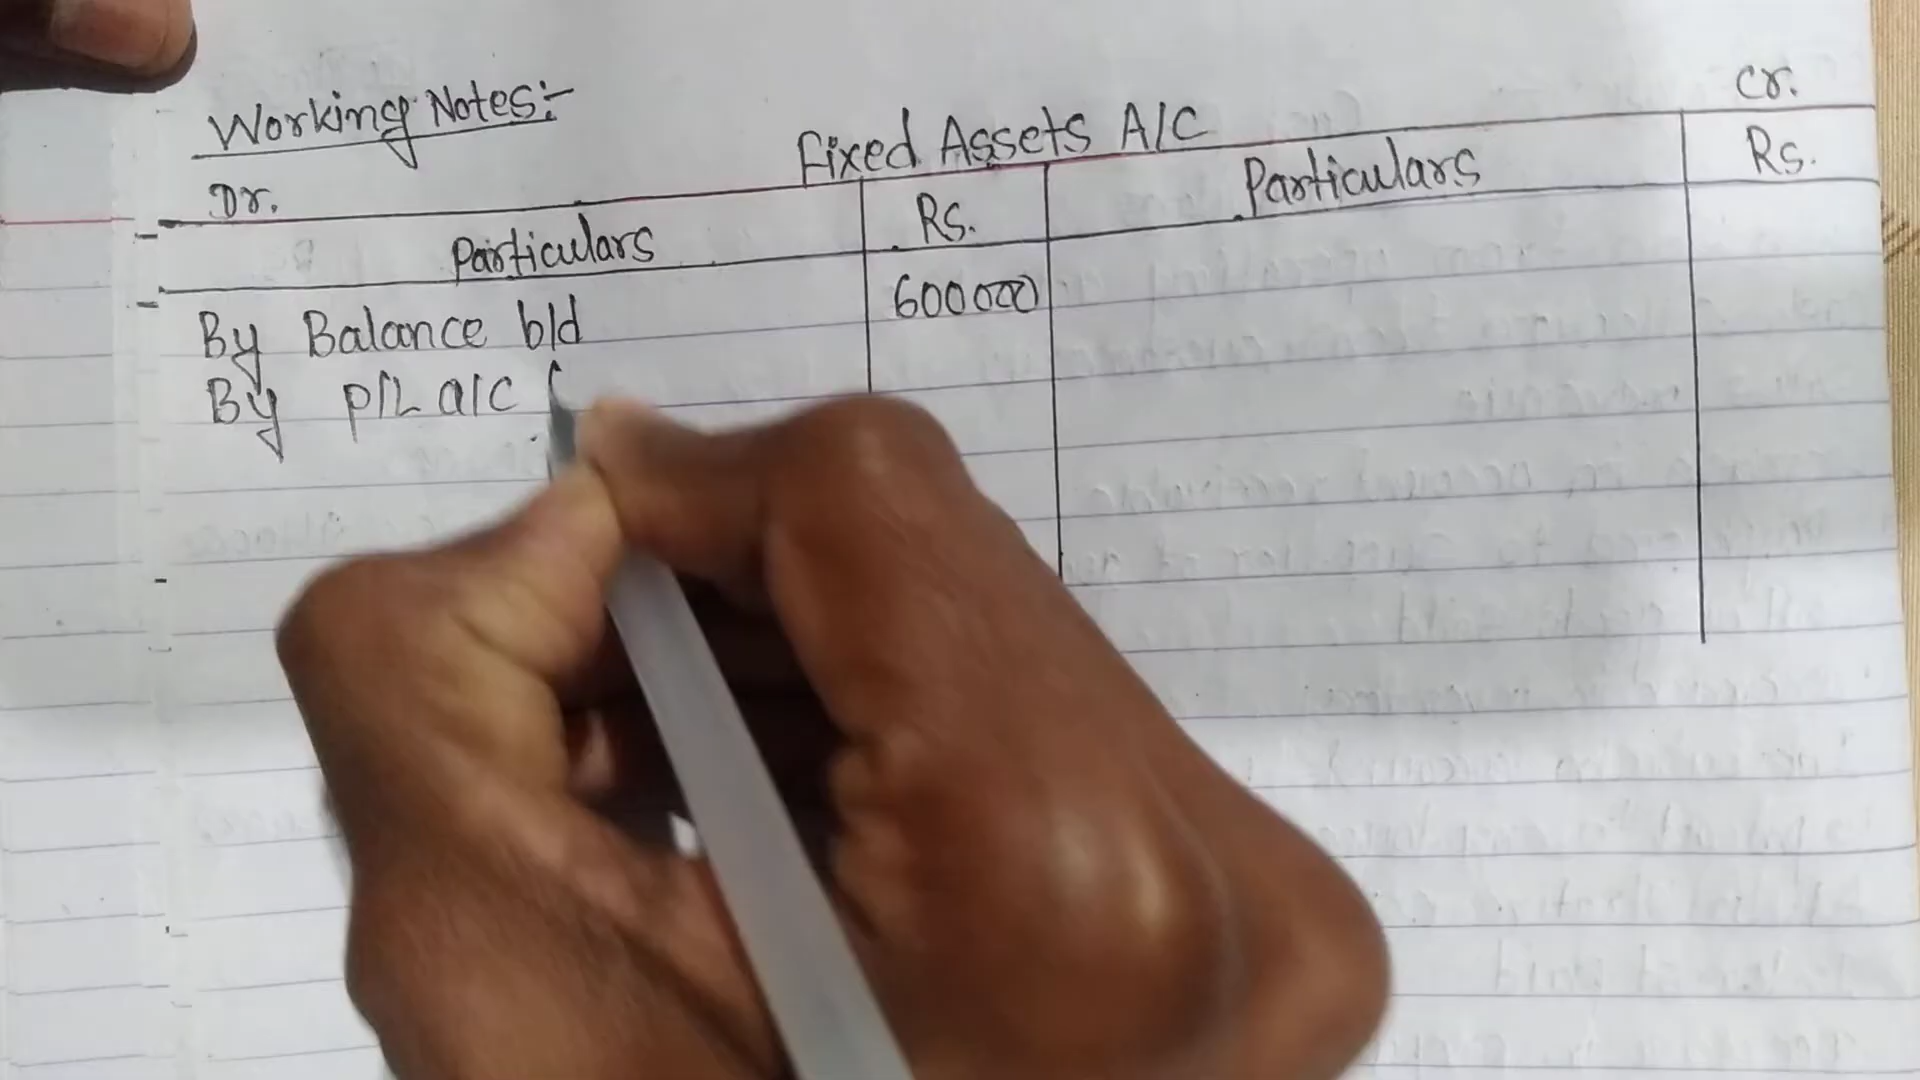 Working Notes:-
Fixed Assets A/C
Dr. Cr.
Particulars Rs. Particulars Rs.
By Balance b/d 600000
By P/L a/c (